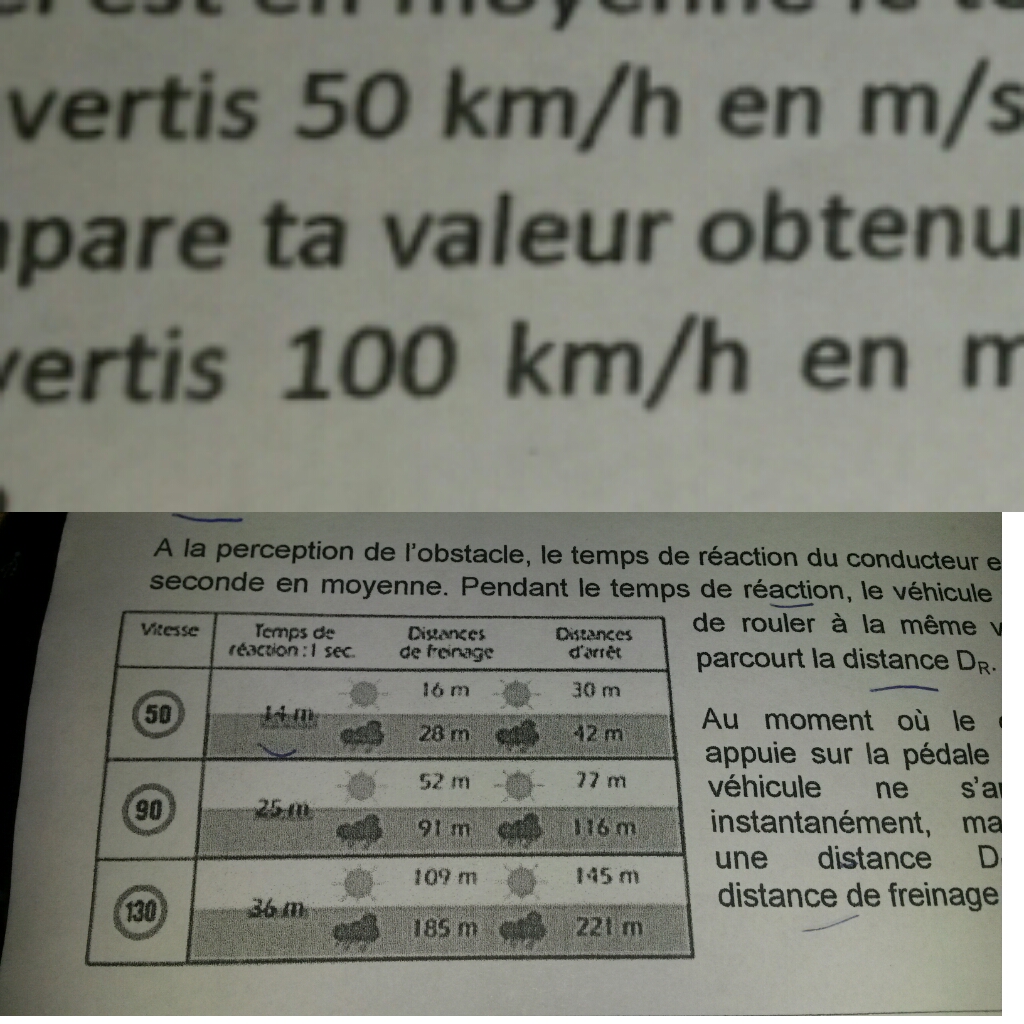 est en moyenne le
vertis 50 km/h en m/s
pare ta valeur obtenu
vertis 100 km/h en m
A la perception de l'obstacle, le temps de réaction du conducteur e
seconde en moyenne. Pendant le temps de réaction, le véhicule
de rouler à la même v
parcourt la distance DR.
Au moment où le
appuie sur la pédale
véhicule ne s'a
instantanément, ma
une distance D
distance de freinage
Vitesse Temps de réaction : 1 sec. Distances de freinage Distances d'arrêt
50 14 m 16 m 30 m
28 m 42 m
90 25 m 52 m 77 m
91 m 116 m
130 36 m 109 m 145 m
185 m 221 m